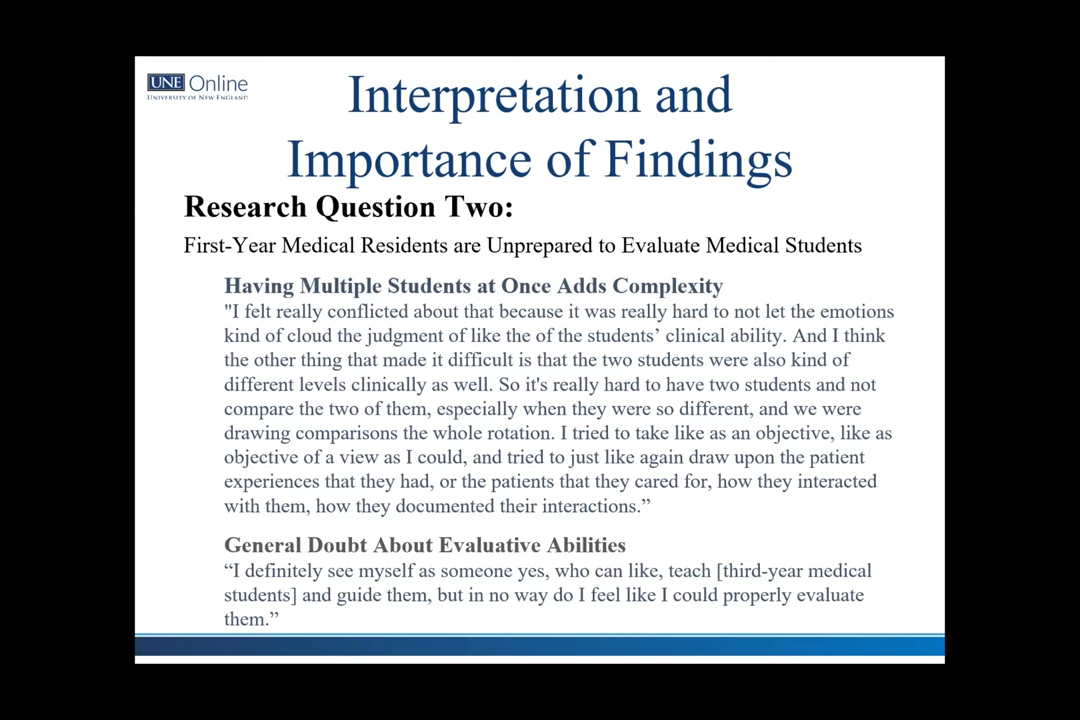 UNE Online
UNIVERSITY OF NEW ENGLAND
Interpretation and
Importance of Findings
Research Question Two:
First-Year Medical Residents are Unprepared to Evaluate Medical Students
Having Multiple Students at Once Adds Complexity
"I felt really conflicted about that because it was really hard to not let the emotions
kind of cloud the judgment of like the of the students’ clinical ability. And I think
the other thing that made it difficult is that the two students were also kind of
different levels clinically as well. So it's really hard to have two students and not
compare the two of them, especially when they were so different, and we were
drawing comparisons the whole rotation. I tried to take like as an objective, like as
objective of a view as I could, and tried to just like again draw upon the patient
experiences that they had, or the patients that they cared for, how they interacted
with them, how they documented their interactions.”
General Doubt About Evaluative Abilities
“I definitely see myself as someone yes, who can like, teach [third-year medical
students] and guide them, but in no way do I feel like I could properly evaluate
them.”